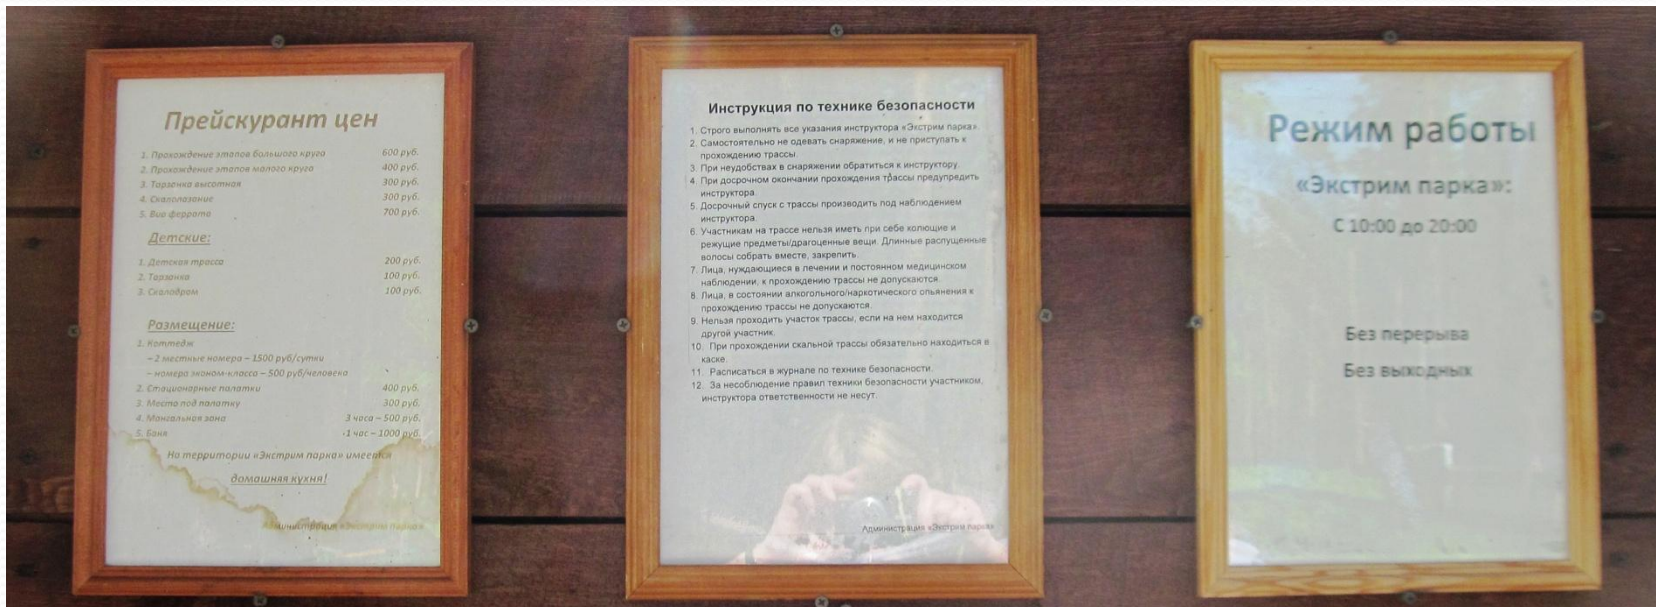 Прейскурант цен
1. Прохождение этапов большого круга 600 руб.
2. Прохождение этапов малого круга 400 руб.
3. Тарзанка высотная 300 руб.
4. Скалолазание 300 руб.
5. Виа феррата 700 руб.
Детские:
1. Детская трасса 200 руб.
2. Тарзанка 100 руб.
3. Скалодром 100 руб.
Размещение:
1. Коттедж
– 2 местные номера – 1500 руб/сутки
– номера эконом-класса – 500 руб/человека
2. Стационарные палатки 400 руб.
3. Место под палатку 300 руб.
4. Мангальная зона 3 часа – 500 руб.
5. Баня 1 час – 1000 руб.
На территории «Экстрим парка» имеется
домашняя кухня!
Администрация «Экстрим парка»
Инструкция по технике безопасности
1. Строго выполнять все указания инструктора «Экстрим парка».
2. Самостоятельно не одевать снаряжение, и не приступать к
прохождению трассы.
3. При неудобствах в снаряжении обратиться к инструктору.
4. При досрочном окончании прохождения трассы предупредить
инструктора.
5. Досрочный спуск с трассы производить под наблюдением
инструктора.
6. Участникам на трассе нельзя иметь при себе колющие и
режущие предметы/драгоценные вещи. Длинные распущенные
волосы собрать вместе, закрепить.
7. Лица, нуждающиеся в лечении и постоянном медицинском
наблюдении, к прохождению трассы не допускаются.
8. Лица, в состоянии алкогольного/наркотического опьянения к
прохождению трассы не допускаются.
9. Нельзя проходить участок трассы, если на нем находится
другой участник.
10. При прохождении скальной трассы обязательно находиться в
каске.
11. Расписаться в журнале по технике безопасности.
12. За несоблюдение правил техники безопасности участником,
инструктора ответственности не несут.
Администрация «Экстрим парка»
Режим работы
«Экстрим парка»:
С 10:00 до 20:00
Без перерыва
Без выходных